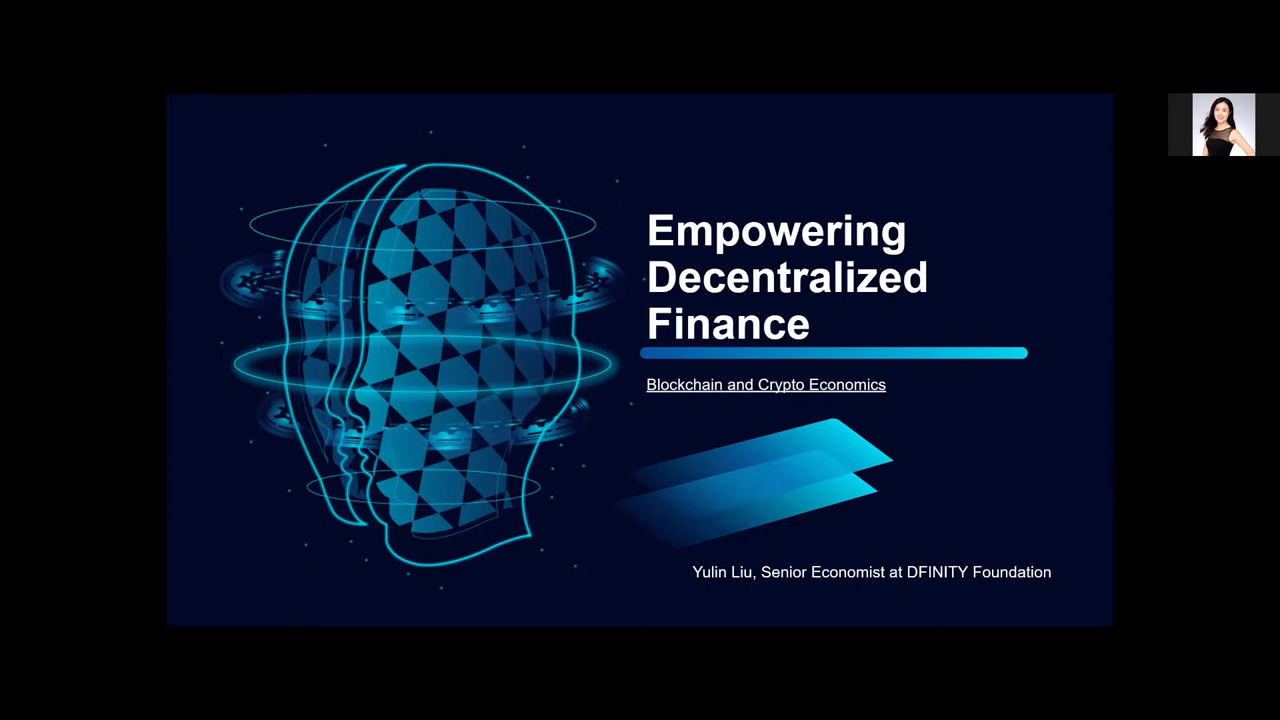 Empowering
Decentralized
Finance
Blockchain and Crypto Economics
Yulin Liu, Senior Economist at DFINITY Foundation